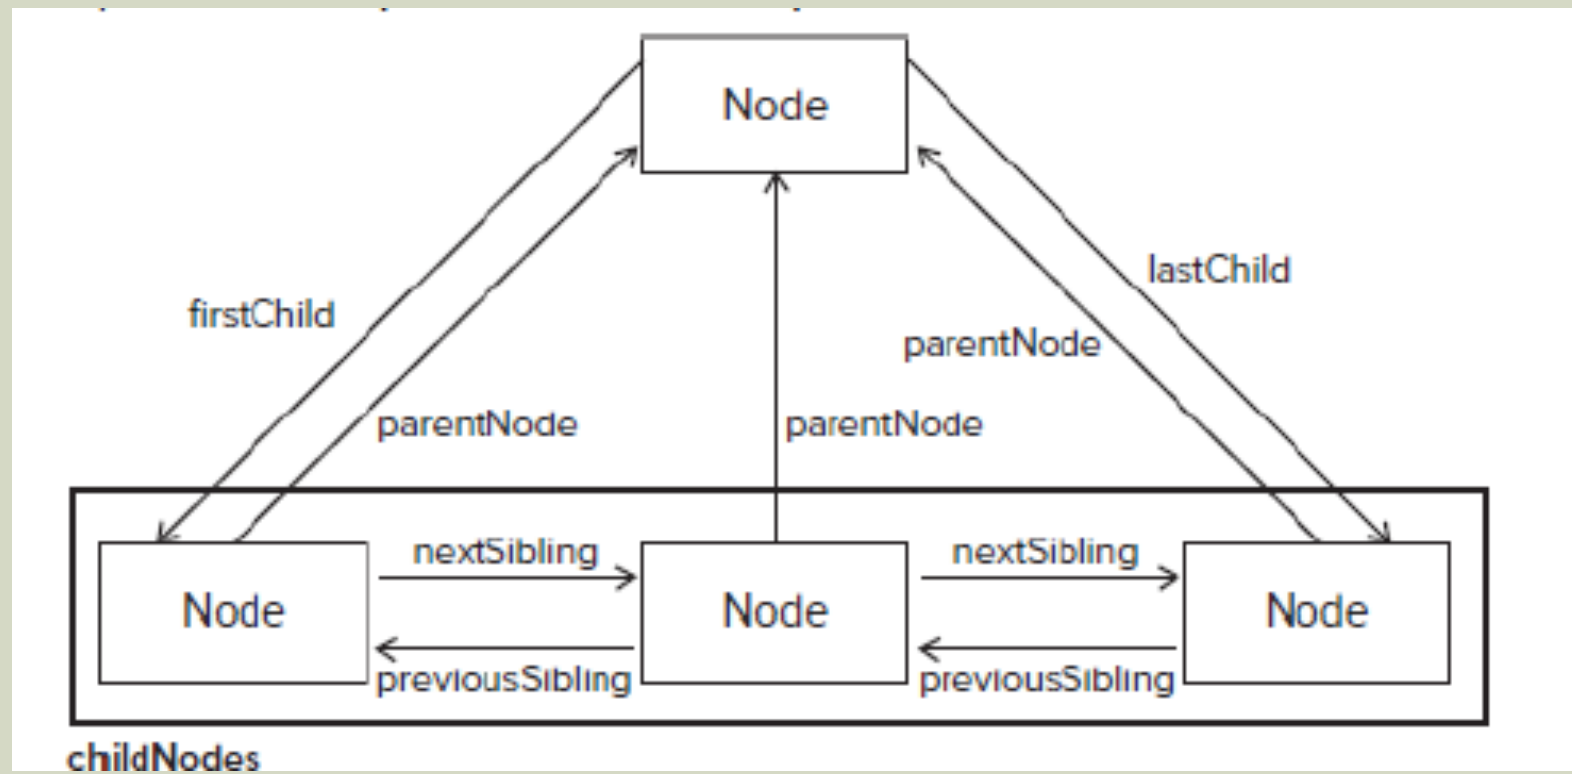 Node
lastChild
firstChild
parentNode
parentNode
parentNode
nextSibling
nextSibling
Node
Node
Node
previousSibling
previousSibling
childNodes